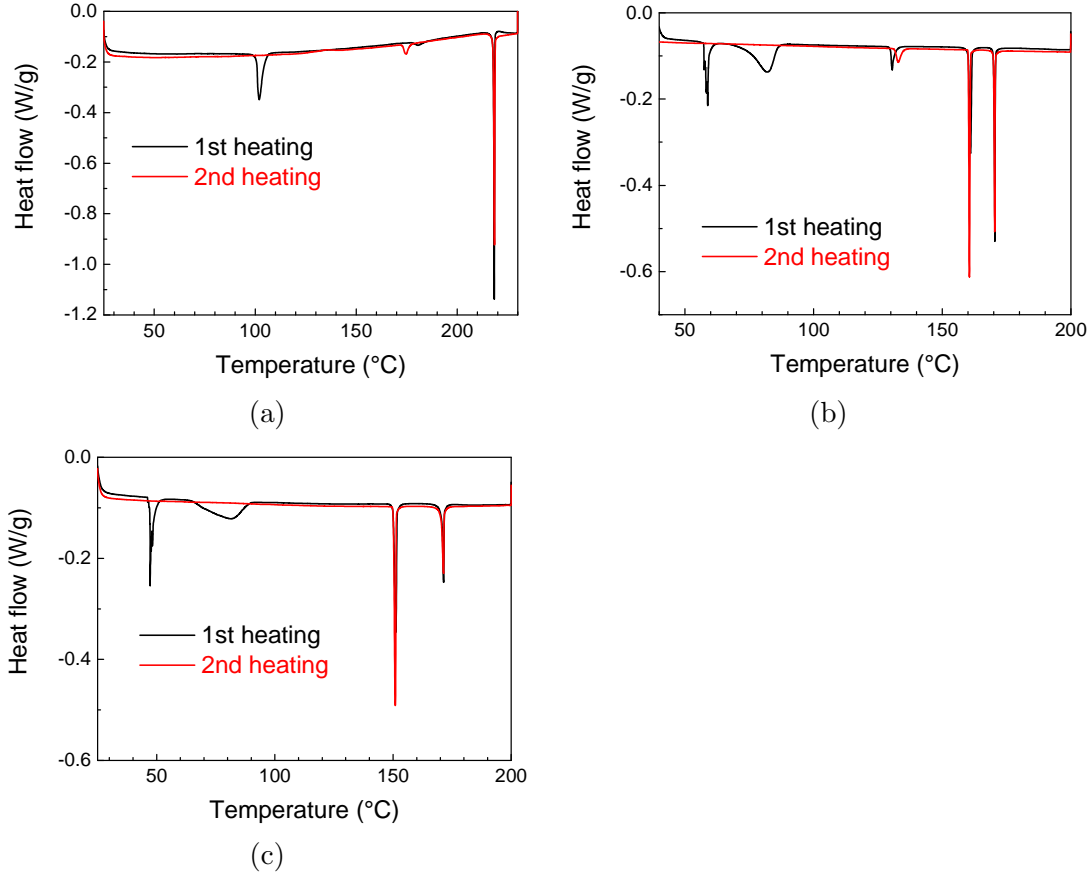 0.0
-0.2
-0.4
-0.6
-0.8
-1.0
-1.2
Heat flow (W/g)
1st heating
2nd heating
50 100 150 200
Temperature (°C)
(a)
0.0
-0.2
-0.4
-0.6
Heat flow (W/g)
1st heating
2nd heating
50 100 150 200
Temperature (°C)
(b)
0.0
-0.2
-0.4
-0.6
Heat flow (W/g)
1st heating
2nd heating
50 100 150 200
Temperature (°C)
(c)